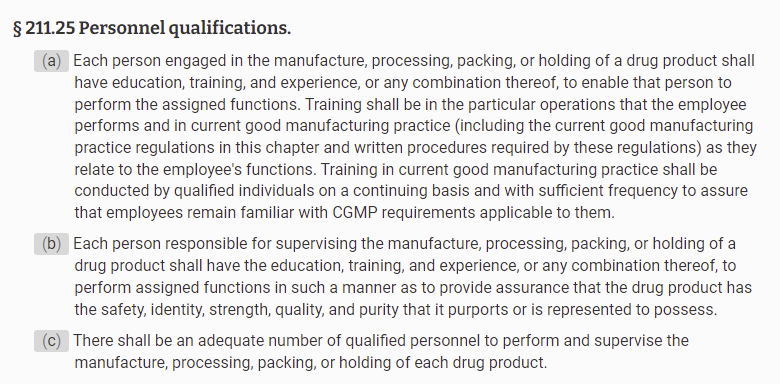 § 211.25 Personnel qualifications.
(a) Each person engaged in the manufacture, processing, packing, or holding of a drug product shall
have education, training, and experience, or any combination thereof, to enable that person to
perform the assigned functions. Training shall be in the particular operations that the employee
performs and in current good manufacturing practice (including the current good manufacturing
practice regulations in this chapter and written procedures required by these regulations) as they
relate to the employee's functions. Training in current good manufacturing practice shall be
conducted by qualified individuals on a continuing basis and with sufficient frequency to assure
that employees remain familiar with CGMP requirements applicable to them.
(b) Each person responsible for supervising the manufacture, processing, packing, or holding of a
drug product shall have the education, training, and experience, or any combination thereof, to
perform assigned functions in such a manner as to provide assurance that the drug product has
the safety, identity, strength, quality, and purity that it purports or is represented to possess.
(c) There shall be an adequate number of qualified personnel to perform and supervise the
manufacture, processing, packing, or holding of each drug product.